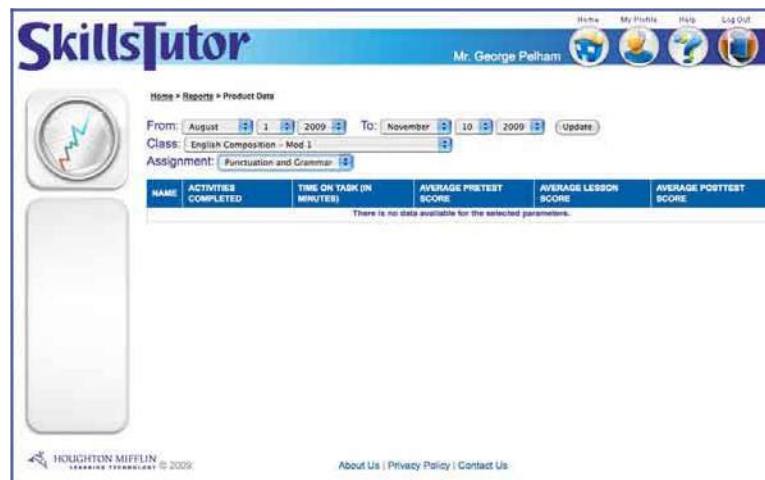 Home My Profile Help Log Out
SkillsTutor
Mr. George Pelham
Home > Reports > Product Data
From: August 1 2009 To: November 10 2009 Update
Class: English Composition - Mod 1
Assignment: Punctuation and Grammar
NAME ACTIVITIES COMPLETED TIME ON TASK (IN MINUTES) AVERAGE PRETEST SCORE AVERAGE LESSON SCORE AVERAGE POSTTEST SCORE
There is no data available for the selected parameters.
HOUGHTON MIFFLIN
LEARNING TECHNOLOGY © 2009
About Us | Privacy Policy | Contact Us